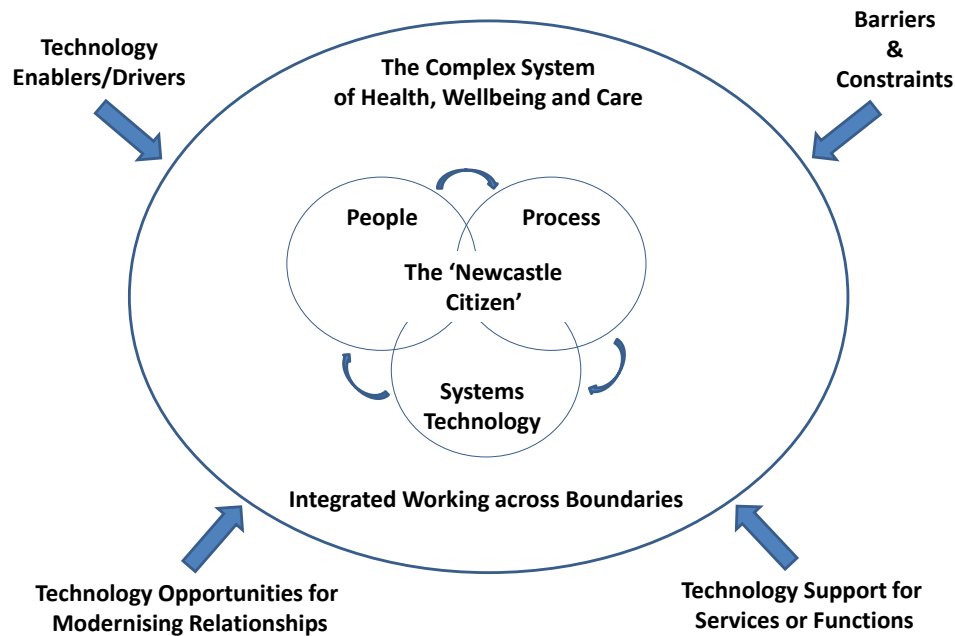 Technology
Enablers/Drivers
Barriers
&
Constraints
The Complex System
of Health, Wellbeing and Care
People
Process
The ‘Newcastle
Citizen’
Systems
Technology
Integrated Working across Boundaries
Technology Opportunities for
Modernising Relationships
Technology Support for
Services or Functions